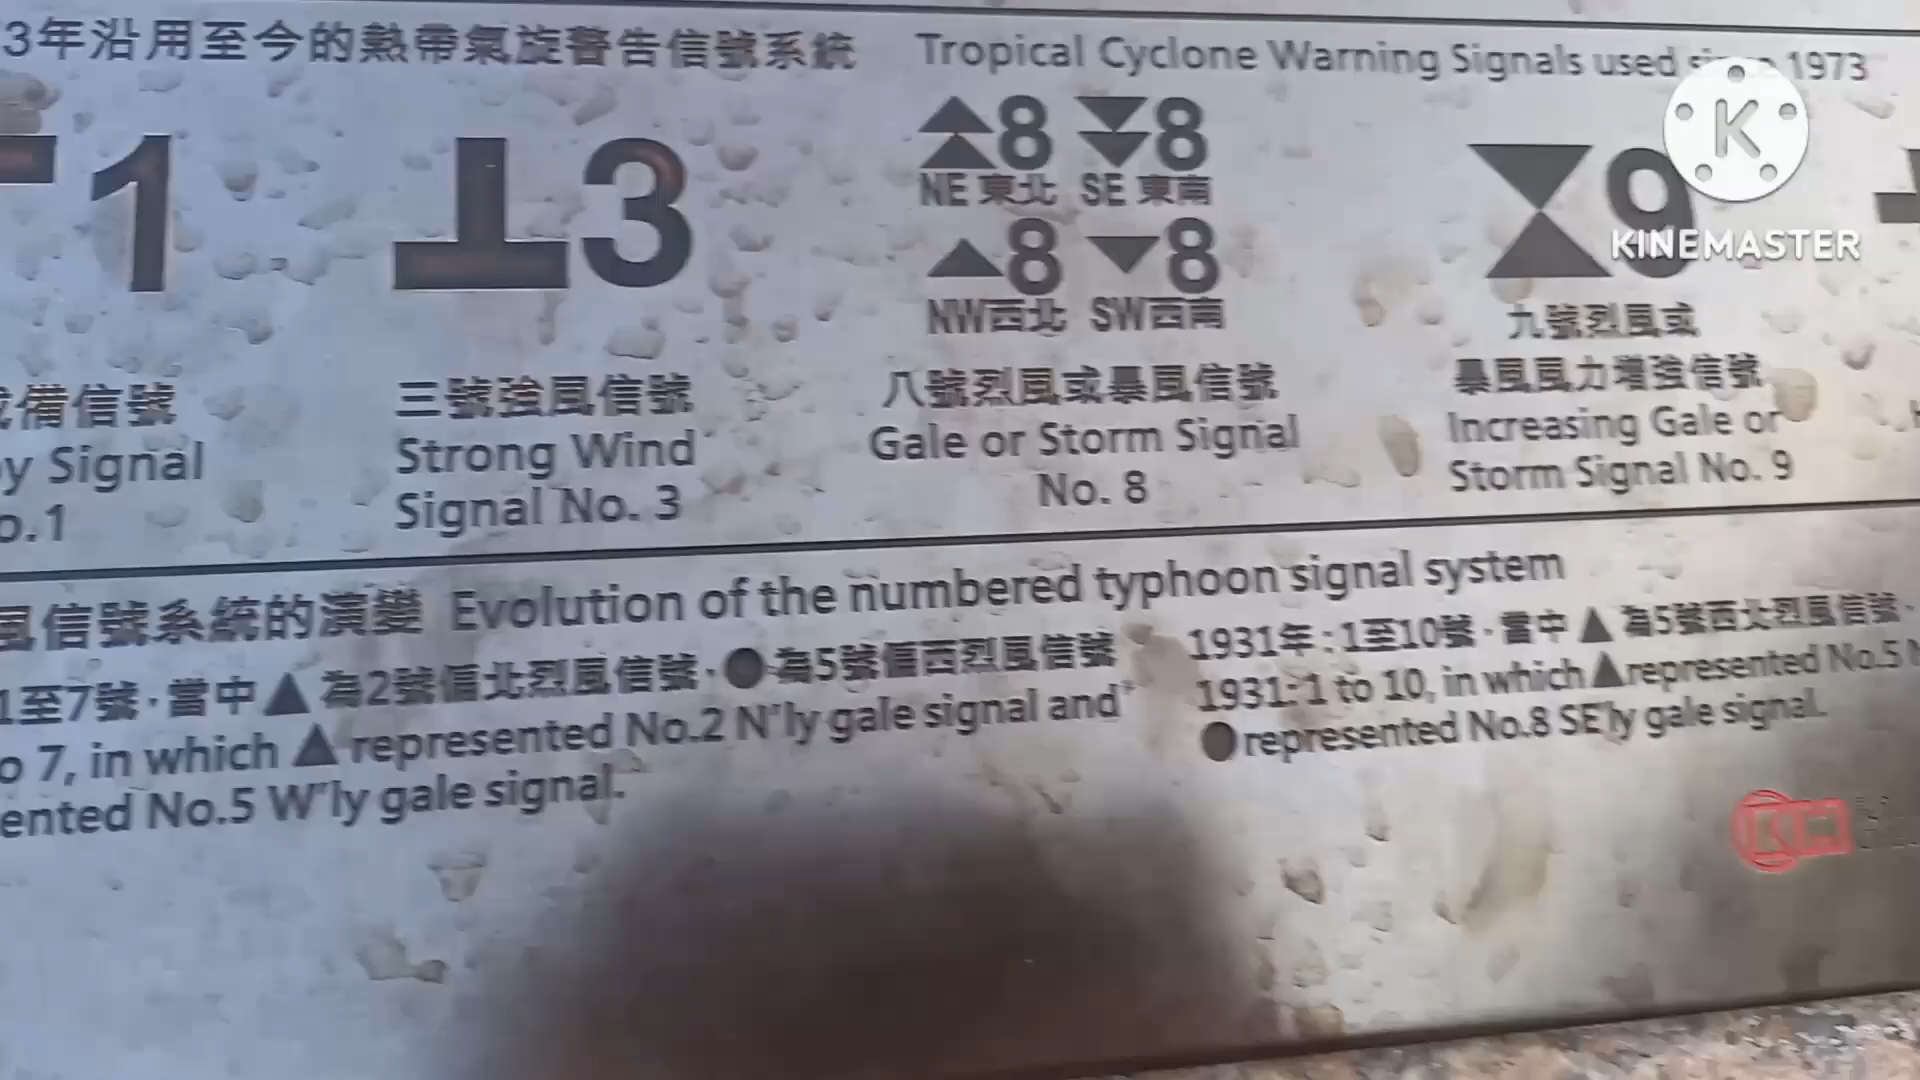 3年沿用至今的熱帶氣旋警告信號系統 Tropical Cyclone Warning Signals used since 1973
1
3
8 8
NE 東北 SE 東南
8 8
NW西北 SW西南
9
KINEMASTER
備信號
y Signal
o.1
三號強風信號
Strong Wind
Signal No. 3
八號烈風或暴風信號
Gale or Storm Signal
No. 8
九號烈風或
暴風風力增強信號
Increasing Gale or
Storm Signal No. 9
風信號系統的演變 Evolution of the numbered typhoon signal system
1至7號·當中▲為2號偏北烈風信號·●為5號偏西烈風信號
o 7, in which ▲ represented No.2 N'ly gale signal and
ented No.5 W'ly gale signal.
1931年:1至10號·當中▲為5號西北烈風信號·
1931: 1 to 10, in which ▲ represented No.5 N
● represented No.8 SE'ly gale signal.